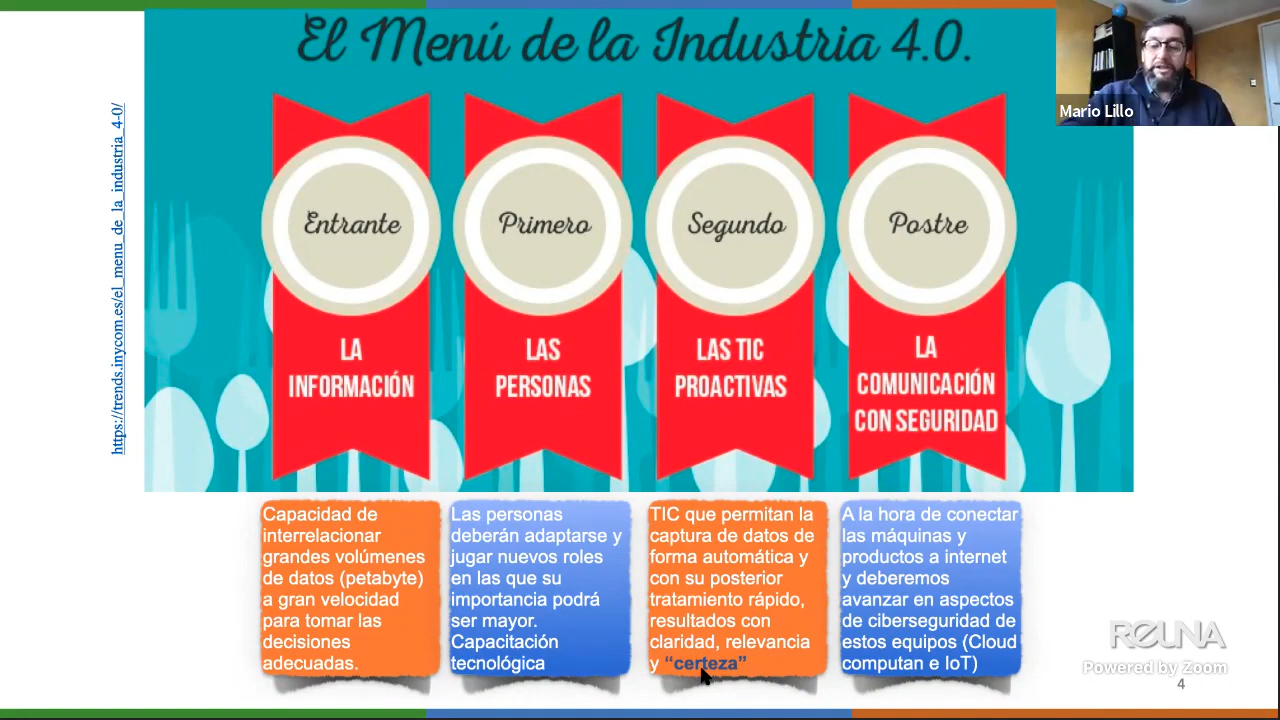 El Menú de la Industria 4.0.
Mario Lillo
https://trends.inycom.es/el_menu_de_la_industria_4-0/
Entrante
LA
INFORMACIÓN
Primero
LAS
PERSONAS
Segundo
LAS TIC
PROACTIVAS
Postre
LA
COMUNICACIÓN
CON SEGURIDAD
Capacidad de
interrelacionar
grandes volúmenes
de datos (petabyte)
a gran velocidad
para tomar las
decisiones
adecuadas.
Las personas
deberán adaptarse y
jugar nuevos roles
en las que su
importancia podrá
ser mayor.
Capacitación
tecnológica
TIC que permitan la
captura de datos de
forma automática y
con su posterior
tratamiento rápido,
resultados con
claridad, relevancia
y “certeza”
A la hora de conectar
las máquinas y
productos a internet
y deberemos
avanzar en aspectos
de ciberseguridad de
estos equipos (Cloud
computan e IoT)
REUNA
Powered by Zoom
4